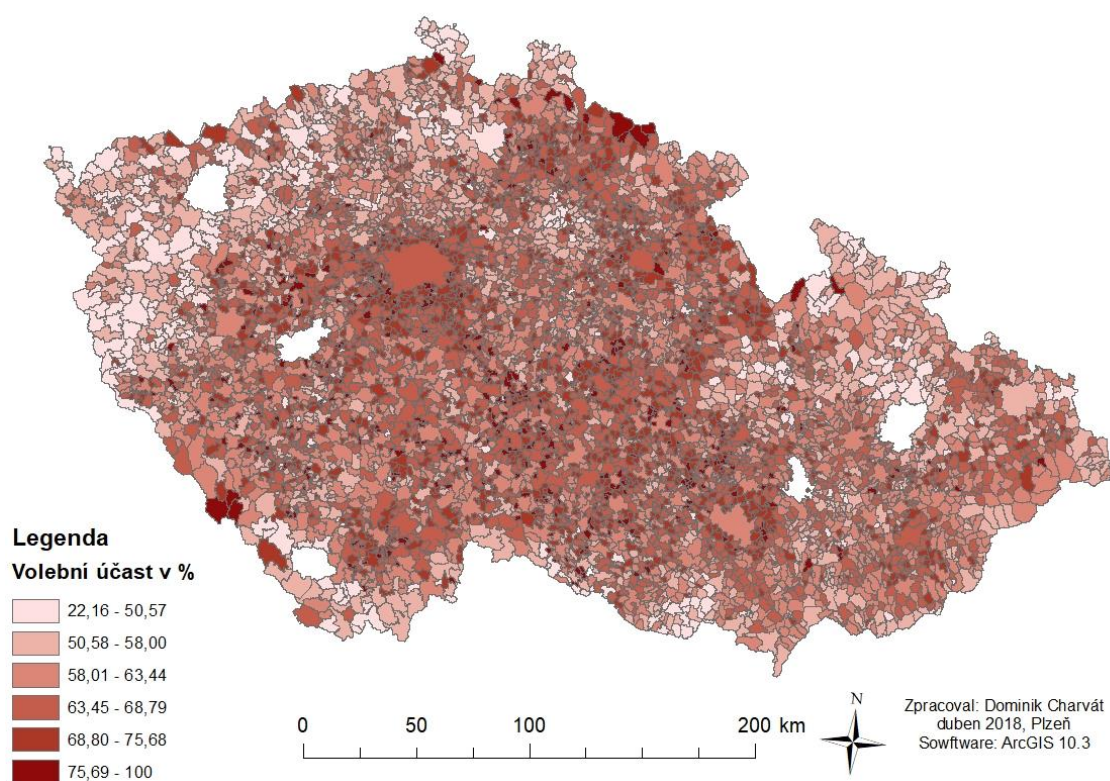 Legenda
Volební účast v %
22,16 - 50,57
50,58 - 58,00
58,01 - 63,44
63,45 - 68,79
68,80 - 75,68
75,69 - 100
0 50 100 200 km
N
Zpracoval: Dominik Charvát
duben 2018, Plzeň
Sowftware: ArcGIS 10.3